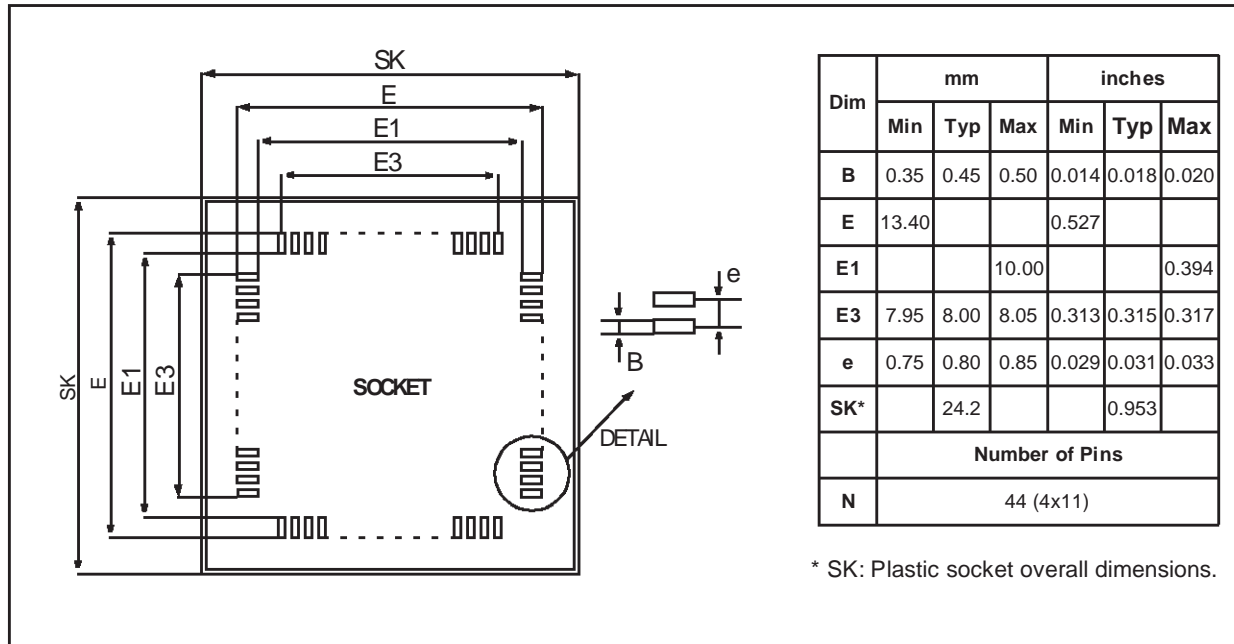 SK
E
E1
E3
SK
E
E1
E3
SOCKET
e
B
DETAIL
Dim mm inches
Min Typ Max Min Typ Max
B 0.35 0.45 0.50 0.014 0.018 0.020
E 13.40 0.527
E1 10.00 0.394
E3 7.95 8.00 8.05 0.313 0.315 0.317
e 0.75 0.80 0.85 0.029 0.031 0.033
SK* 24.2 0.953
Number of Pins
N 44 (4x11)
* SK: Plastic socket overall dimensions.